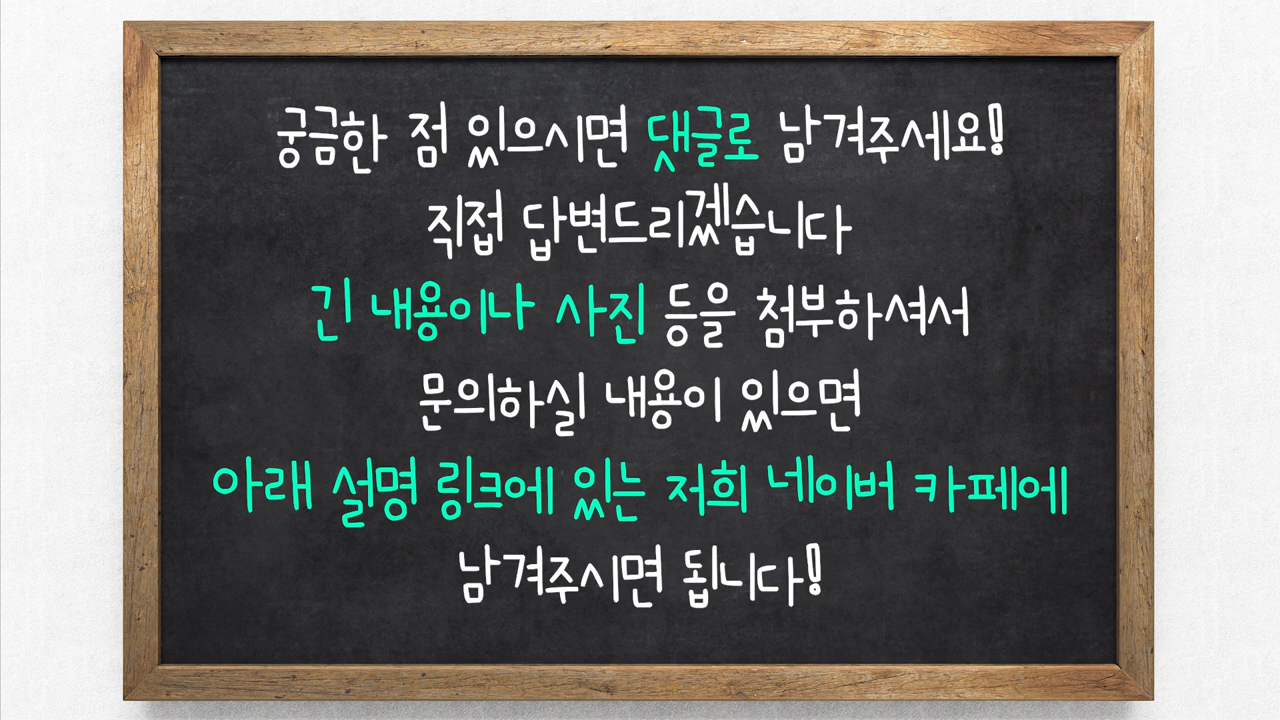 궁금한 점 있으시면 댓글로 남겨주세요!
직접 답변드리겠습니다
긴 내용이나 사진 등을 첨부하셔서
문의하실 내용이 있으면
아래 설명 링크에 있는 저희 네이버 카페에
남겨주시면 됩니다!